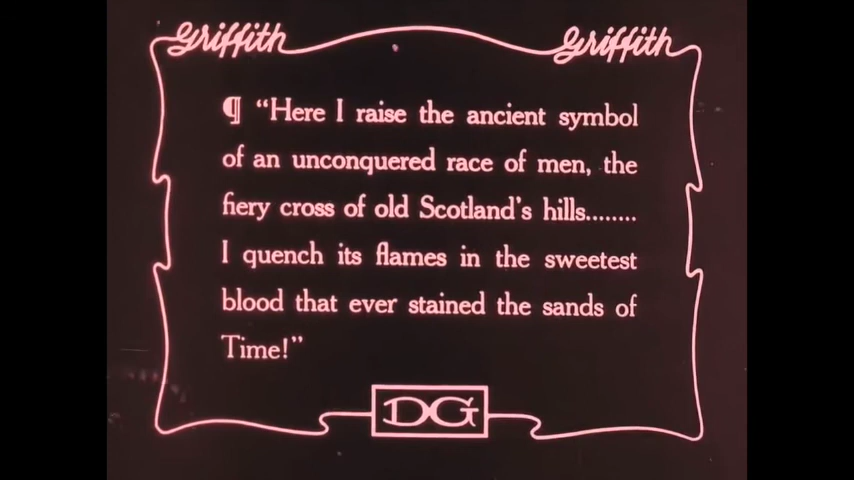 Griffith Griffith
¶ “Here I raise the ancient symbol
of an unconquered race of men, the
fiery cross of old Scotland's hills........
I quench its flames in the sweetest
blood that ever stained the sands of
Time!”
DG